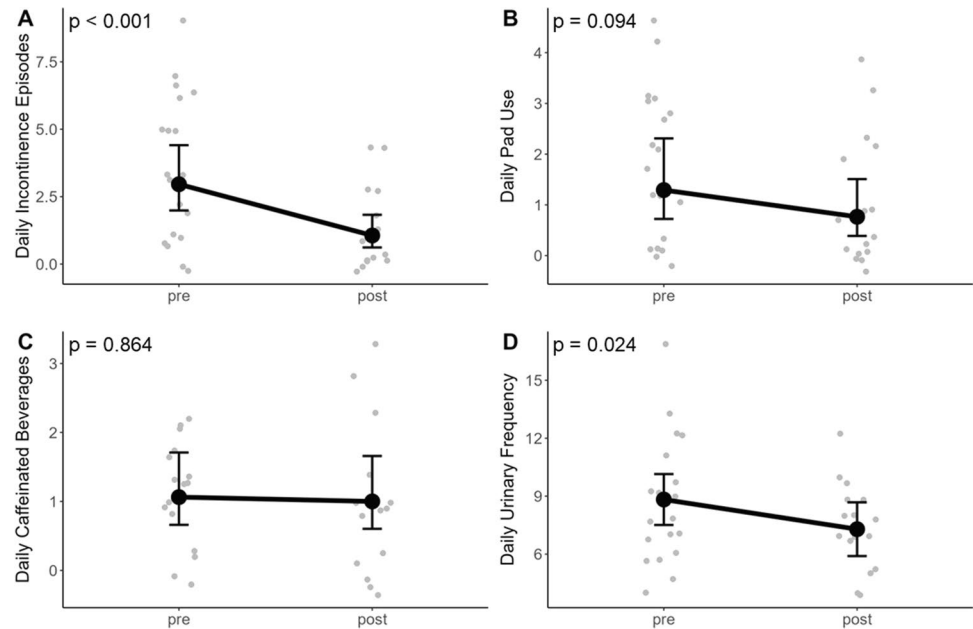 A
p < 0.001
Daily Incontinence Episodes
7.5
5.0
2.5
0.0
pre
post
B
p = 0.094
Daily Pad Use
4
3
2
1
0
pre
post
C
p = 0.864
Daily Caffeinated Beverages
3
2
1
0
pre
post
D
p = 0.024
Daily Urinary Frequency
15
12
9
6
pre
post